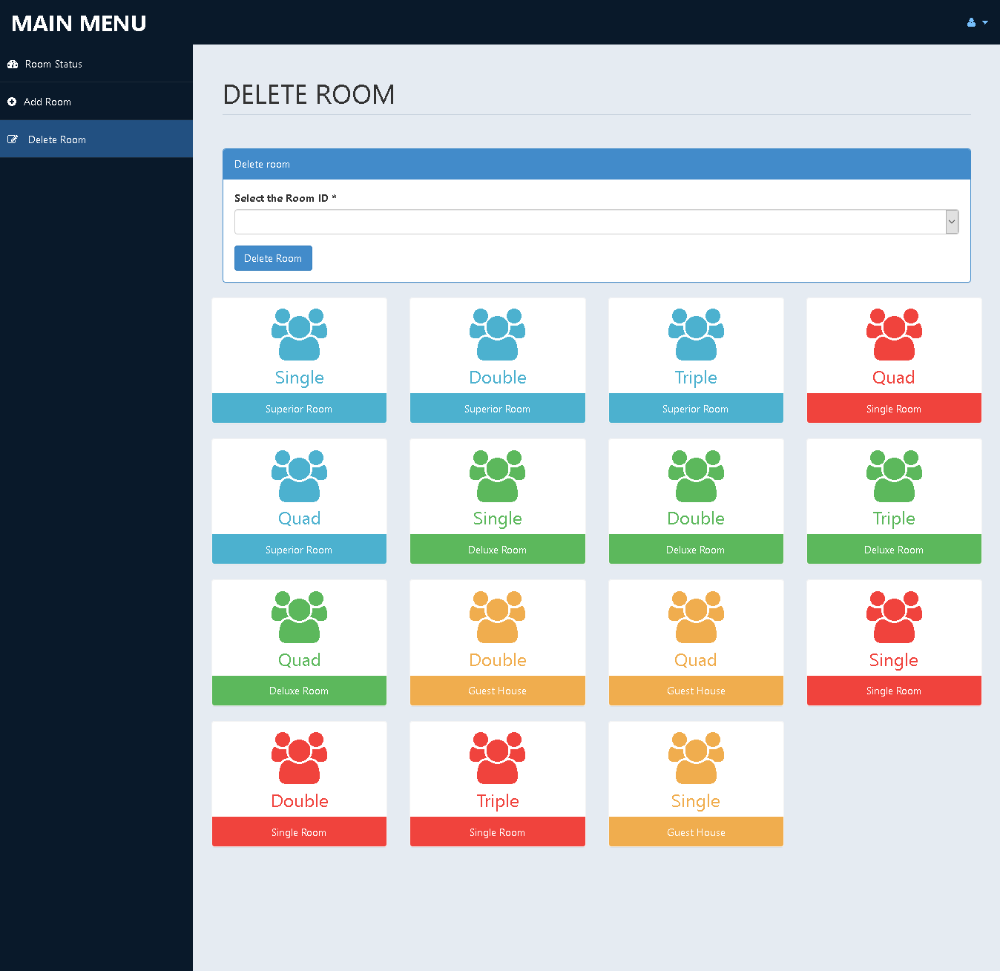 MAIN MENU
Room Status
Add Room
Delete Room
DELETE ROOM
Delete room
Select the Room ID *
Delete Room
Single
Superior Room
Double
Superior Room
Triple
Superior Room
Quad
Single Room
Quad
Superior Room
Single
Deluxe Room
Double
Deluxe Room
Triple
Deluxe Room
Quad
Deluxe Room
Double
Guest House
Quad
Guest House
Single
Single Room
Double
Single Room
Triple
Single Room
Single
Guest House